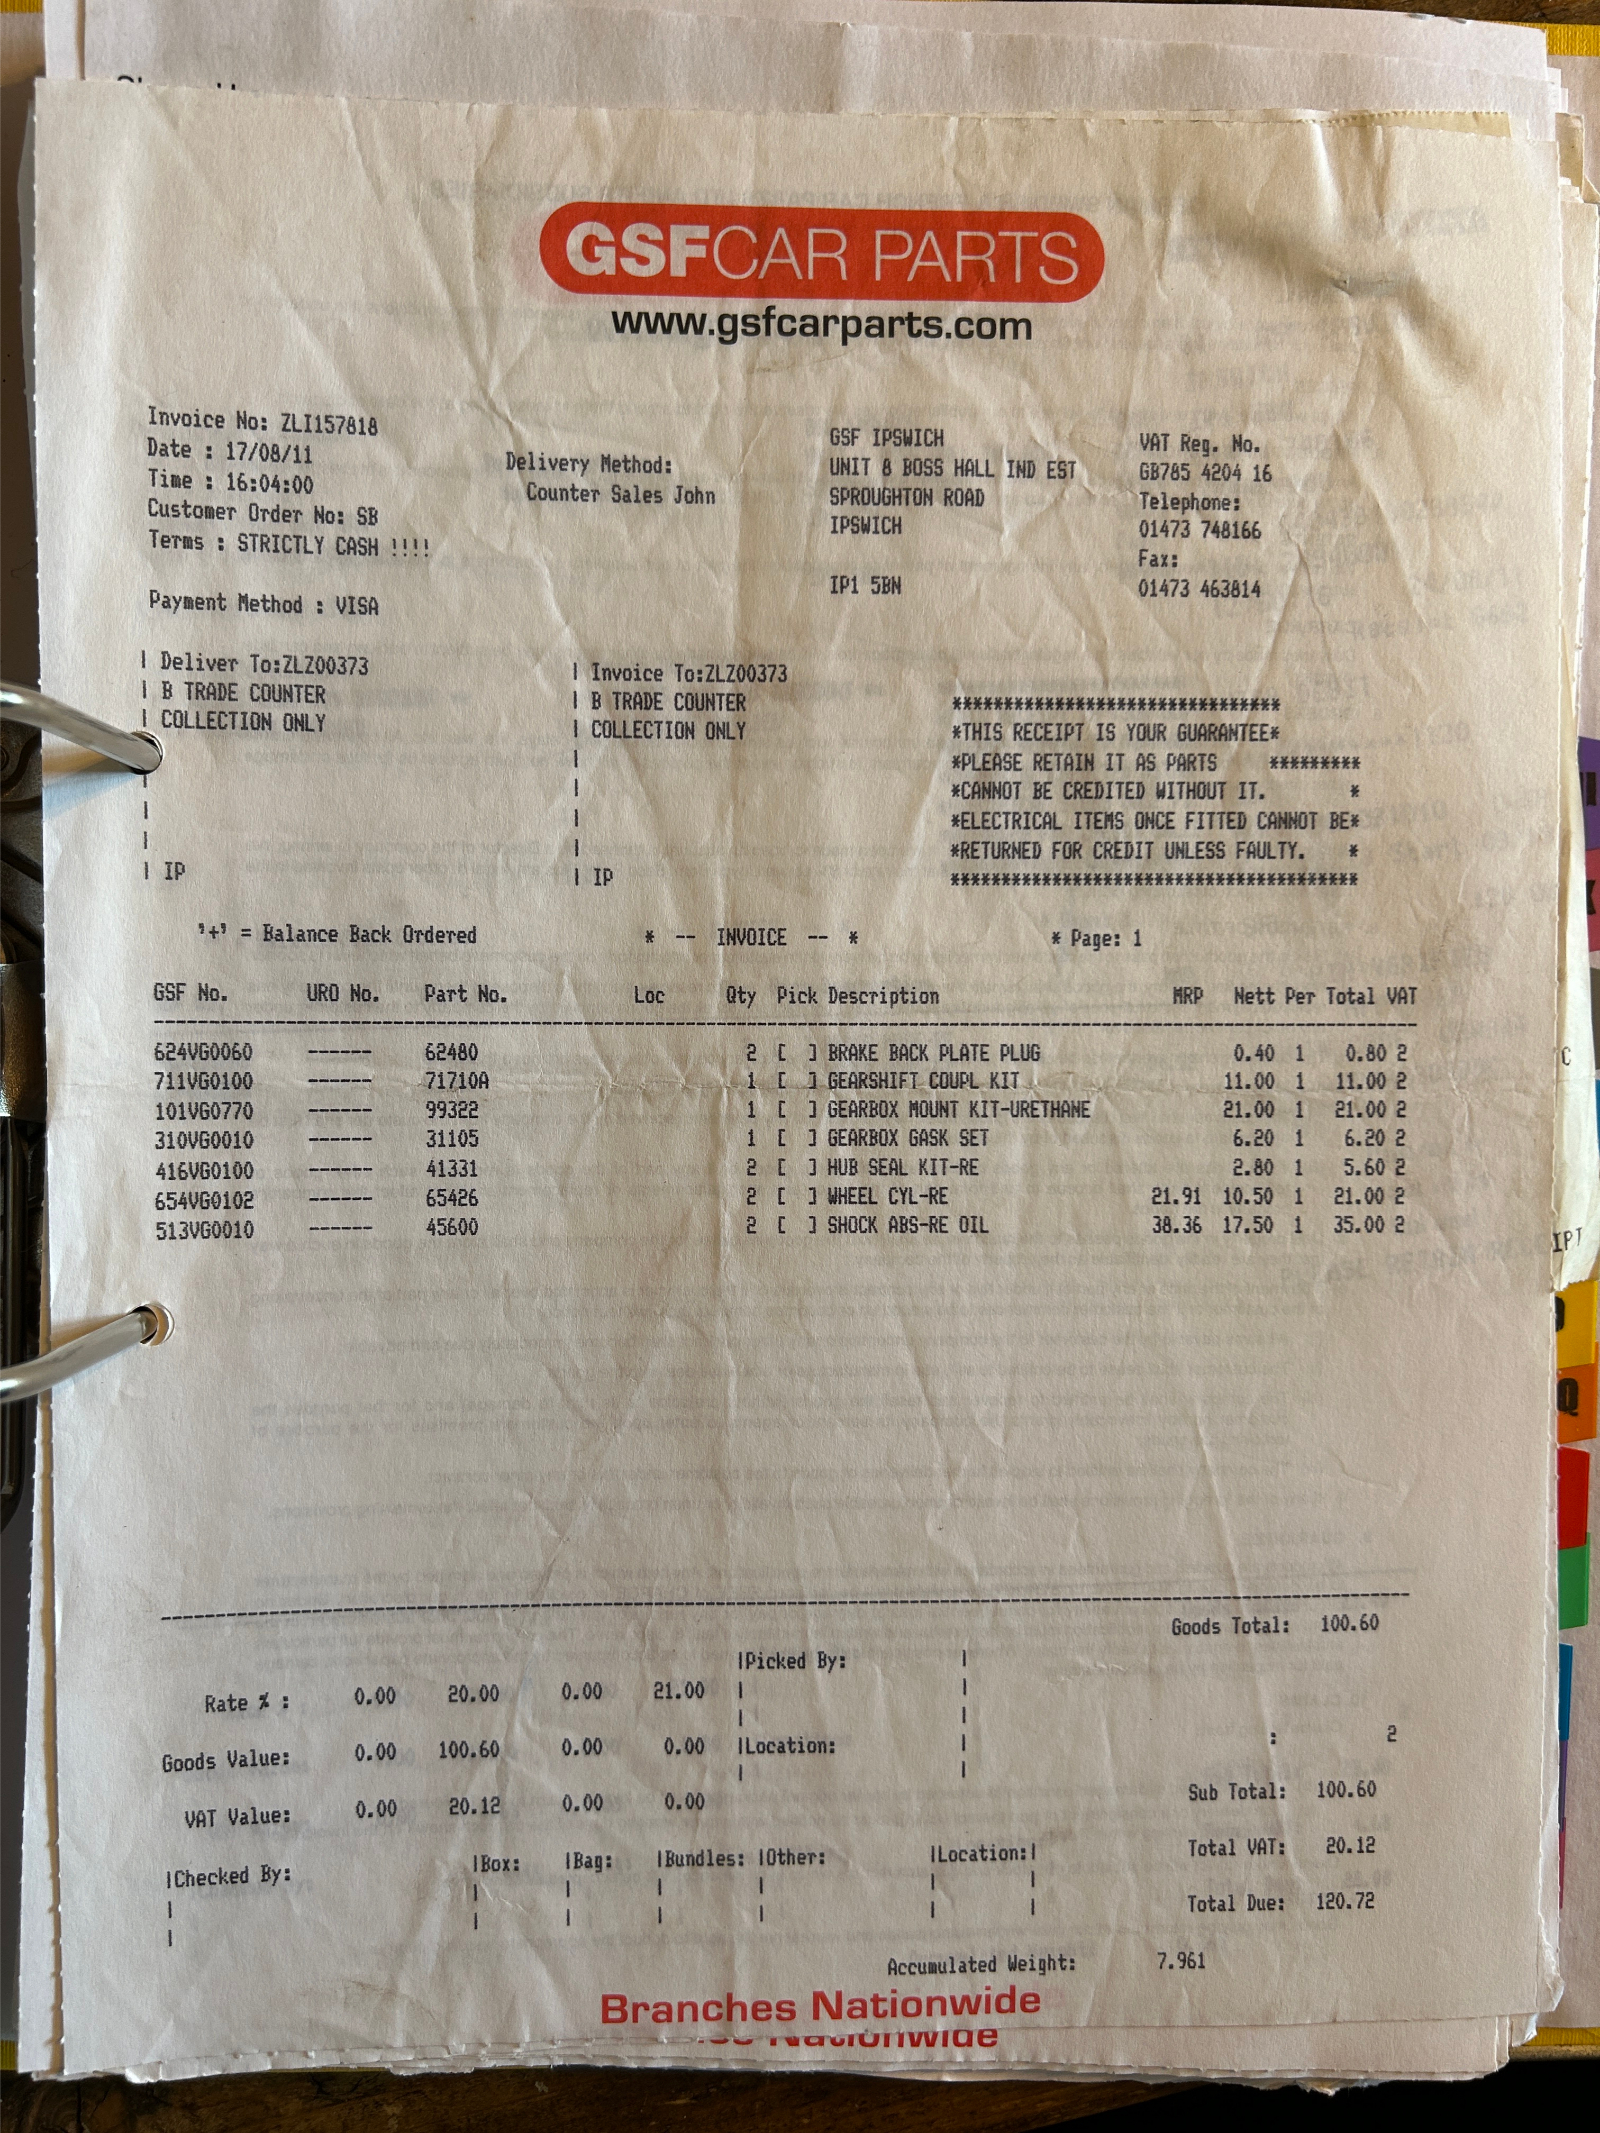 GSFCAR PARTS
www.gsfcarparts.com
Invoice No: ZLI157818
Date : 17/08/11
Time : 16:04:00
Customer Order No: SB
Terms : STRICTLY CASH !!!!
Payment Method : VISA
Delivery Method:
Counter Sales John
GSF IPSWICH
UNIT 8 BOSS HALL IND EST
SPROUGHTON ROAD
IPSWICH
IP1 5BN
VAT Reg. No.
GB785 4204 16
Telephone:
01473 748166
Fax:
01473 463814
| Deliver To:ZLZ00373
| B TRADE COUNTER
| COLLECTION ONLY
| IP
| Invoice To:ZLZ00373
| B TRADE COUNTER
| COLLECTION ONLY
| IP
********************************
*THIS RECEIPT IS YOUR GUARANTEE*
*PLEASE RETAIN IT AS PARTS *********
*CANNOT BE CREDITED WITHOUT IT. *
*ELECTRICAL ITEMS ONCE FITTED CANNOT BE*
*RETURNED FOR CREDIT UNLESS FAULTY. *
****************************************
'+' = Balance Back Ordered * -- INVOICE -- * * Page: 1
GSF No. URO No. Part No. Loc Qty Pick Description MRP Nett Per Total VAT
624VG0060 ------ 62480 2 [ ] BRAKE BACK PLATE PLUG 0.40 1 0.80 2
711VG0100 ------ 71710A 1 [ ] GEARSHIFT COUPL KIT 11.00 1 11.00 2
101VG0770 ------ 99322 1 [ ] GEARBOX MOUNT KIT-URETHANE 21.00 1 21.00 2
310VG0010 ------ 31105 1 [ ] GEARBOX GASK SET 6.20 1 6.20 2
416VG0100 ------ 41331 2 [ ] HUB SEAL KIT-RE 2.80 1 5.60 2
654VG0102 ------ 65426 2 [ ] WHEEL CYL-RE 21.91 10.50 1 21.00 2
513VG0010 ------ 45600 2 [ ] SHOCK ABS-RE OIL 38.36 17.50 1 35.00 2
Goods Total: 100.60
|Picked By: |
Rate % : 0.00 20.00 0.00 21.00
: 2
Goods Value: 0.00 100.60 0.00 0.00 |Location: |
Sub Total: 100.60
VAT Value: 0.00 20.12 0.00 0.00
Total VAT: 20.12
|Checked By: |Box: |Bag: |Bundles: |Other: |Location:|
Total Due: 120.72
Accumulated Weight: 7.961
Branches Nationwide
Nationwide
C
IPT
Q